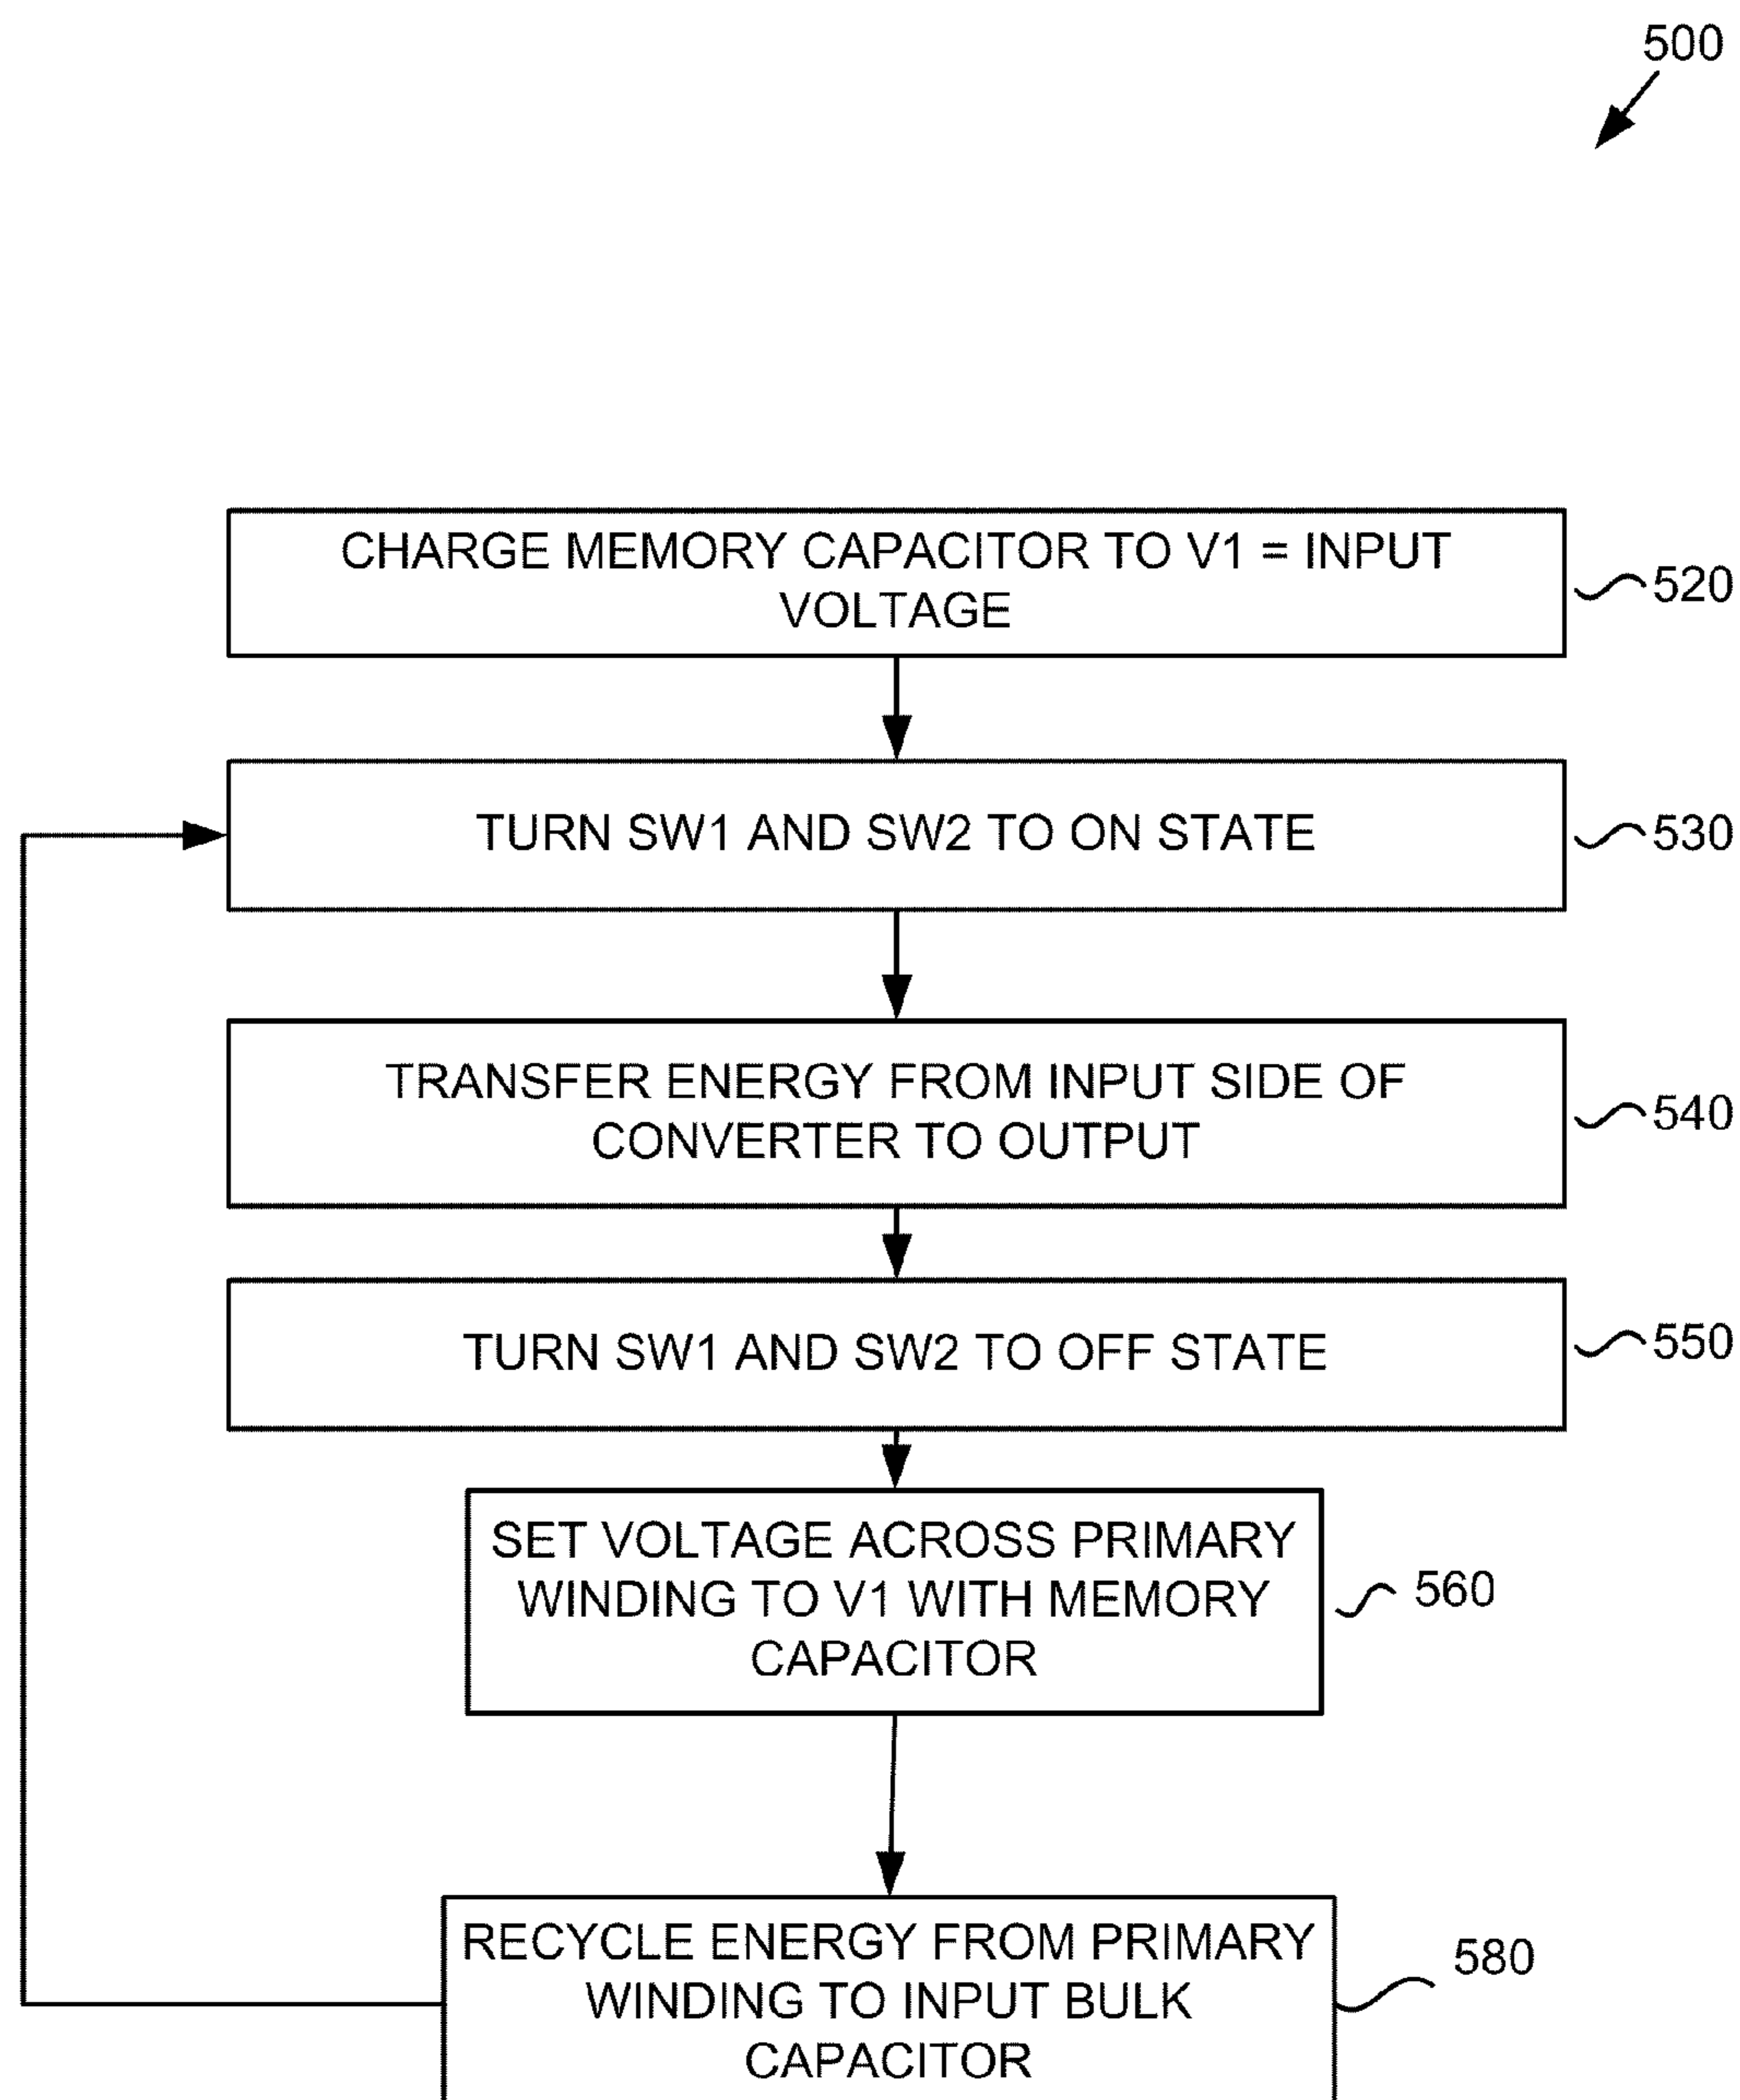 500
CHARGE MEMORY CAPACITOR TO V1 = INPUT
VOLTAGE
520
TURN SW1 AND SW2 TO ON STATE
530
TRANSFER ENERGY FROM INPUT SIDE OF
CONVERTER TO OUTPUT
540
TURN SW1 AND SW2 TO OFF STATE
550
SET VOLTAGE ACROSS PRIMARY
WINDING TO V1 WITH MEMORY
CAPACITOR
560
RECYCLE ENERGY FROM PRIMARY
WINDING TO INPUT BULK
CAPACITOR
580